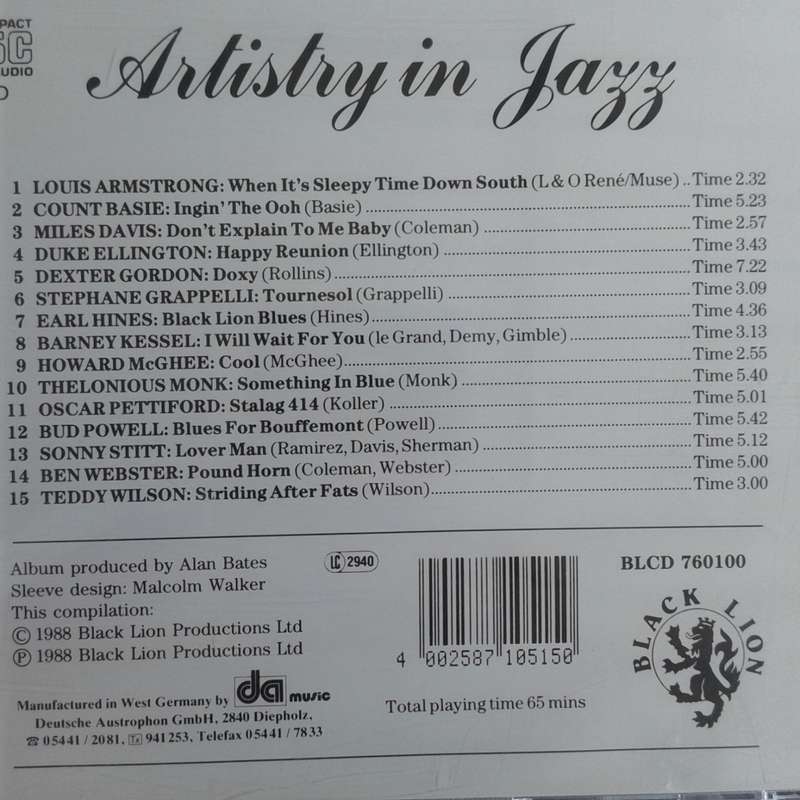 Artistry in Jazz
1 LOUIS ARMSTRONG: When It's Sleepy Time Down South (L & O René/Muse) .. Time 2.32
2 COUNT BASIE: Ingin' The Ooh (Basie) ........ Time 5.23
3 MILES DAVIS: Don't Explain To Me Baby (Coleman) ........ Time 2.57
4 DUKE ELLINGTON: Happy Reunion (Ellington) ........ Time 3.43
5 DEXTER GORDON: Doxy (Rollins) ........ Time 7.22
6 STEPHANE GRAPPELLI: Tournesol (Grappelli) ........ Time 3.09
7 EARL HINES: Black Lion Blues (Hines) ........ Time 4.36
8 BARNEY KESSEL: I Will Wait For You (le Grand, Demy, Gimble) ........ Time 3.13
9 HOWARD McGHEE: Cool (McGhee) ........ Time 2.55
10 THELONIOUS MONK: Something In Blue (Monk) ........ Time 5.40
11 OSCAR PETTIFORD: Stalag 414 (Koller) ........ Time 5.01
12 BUD POWELL: Blues For Bouffemont (Powell) ........ Time 5.42
13 SONNY STITT: Lover Man (Ramirez, Davis, Sherman) ........ Time 5.12
14 BEN WEBSTER: Pound Horn (Coleman, Webster) ........ Time 5.00
15 TEDDY WILSON: Striding After Fats (Wilson) ........ Time 3.00
Album produced by Alan Bates
Sleeve design: Malcolm Walker
This compilation:
© 1988 Black Lion Productions Ltd
℗ 1988 Black Lion Productions Ltd
Manufactured in West Germany by da music
Deutsche Austrophon GmbH, 2840 Diepholz,
☎ 05441 / 2081, Tx 941253, Telefax 05441 / 7833
LC 2940
4 002587 105150
Total playing time 65 mins
BLCD 760100
BLACK LION